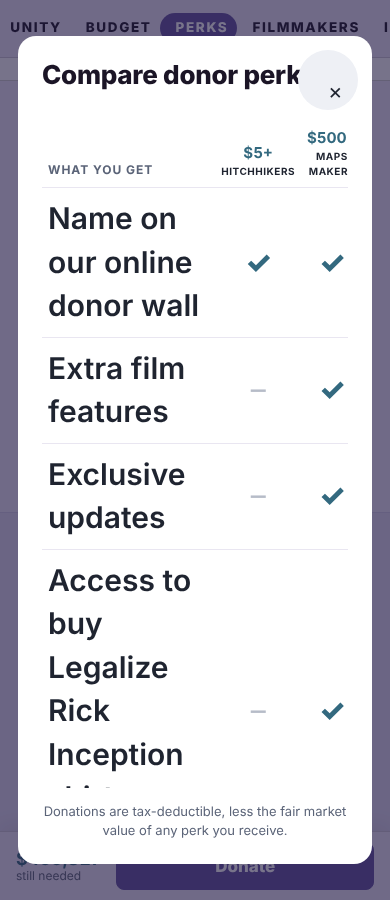 UNITY BUDGET PERKS FILMMAKERS
Compare donor perk
×
$5+
HITCHHIKERS
$500
MAPS
MAKER
WHAT YOU GET
Name on
our online
donor wall
Extra film
features
–
Exclusive
updates
–
Access to
buy
Legalize
Rick
Inception
–
Donations are tax-deductible, less the fair market
value of any perk you receive.
still needed
Donate